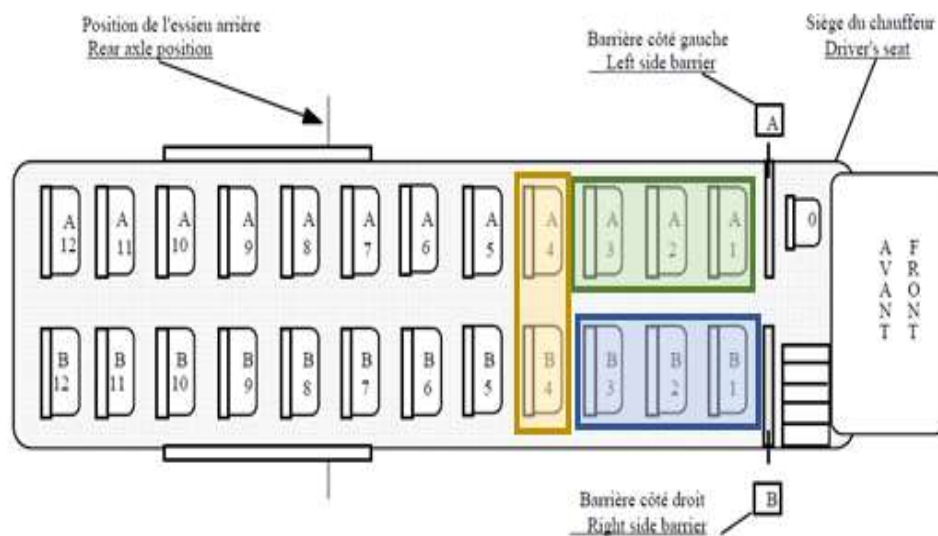 Position de l'essieu arrière
Rear axle position
Barrière côté gauche
Left side barrier
Siège du chauffeur
Driver's seat
A
A 12
A 11
A 10
A 9
A 8
A 7
A 6
A 5
A 4
A 3
A 2
A 1
0
AVANT
FRONT
B 12
B 11
B 10
B 9
B 8
B 7
B 6
B 5
B 4
B 3
B 2
B 1
Barrière côté droit
Right side barrier
B